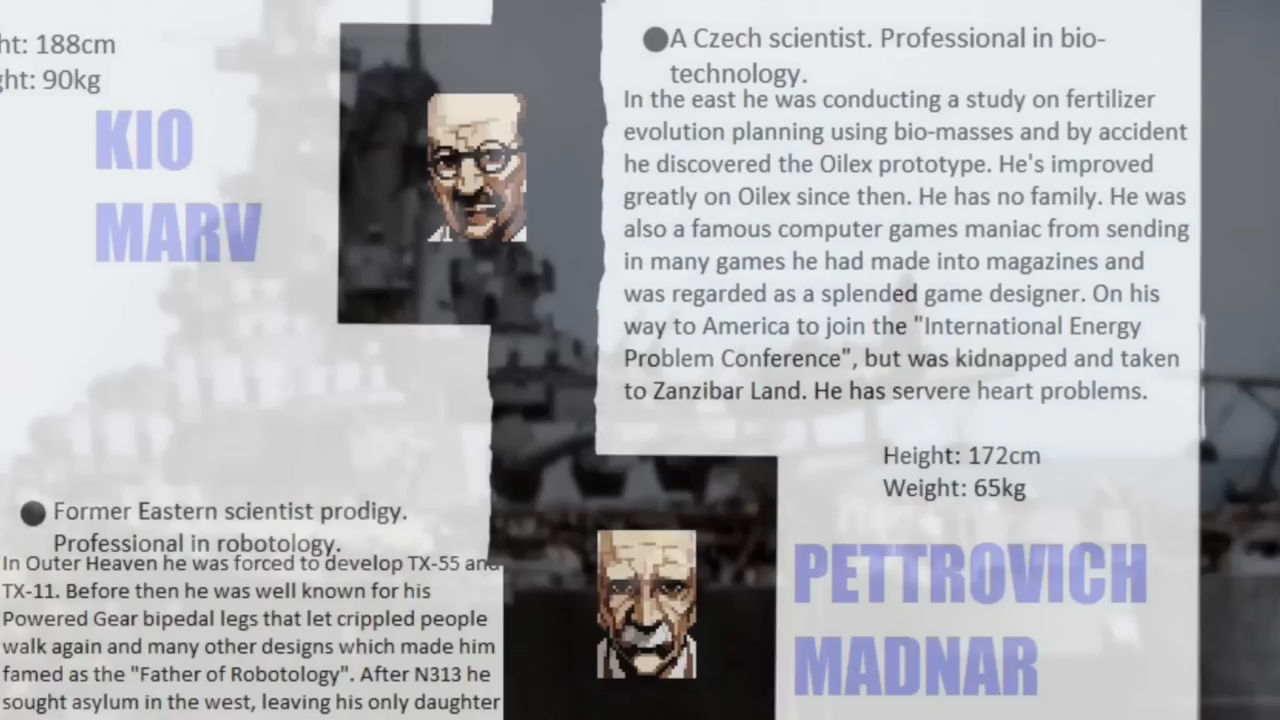 ht: 188cm
ght: 90kg
KIO
MARV
●A Czech scientist. Professional in bio-
technology.
In the east he was conducting a study on fertilizer
evolution planning using bio-masses and by accident
he discovered the Oilex prototype. He's improved
greatly on Oilex since then. He has no family. He was
also a famous computer games maniac from sending
in many games he had made into magazines and
was regarded as a splended game designer. On his
way to America to join the "International Energy
Problem Conference", but was kidnapped and taken
to Zanzibar Land. He has servere heart problems.
Height: 172cm
Weight: 65kg
PETTROVICH
MADNAR
● Former Eastern scientist prodigy.
Professional in robotology.
In Outer Heaven he was forced to develop TX-55 and
TX-11. Before then he was well known for his
Powered Gear bipedal legs that let crippled people
walk again and many other designs which made him
famed as the "Father of Robotology". After N313 he
sought asylum in the west, leaving his only daughter